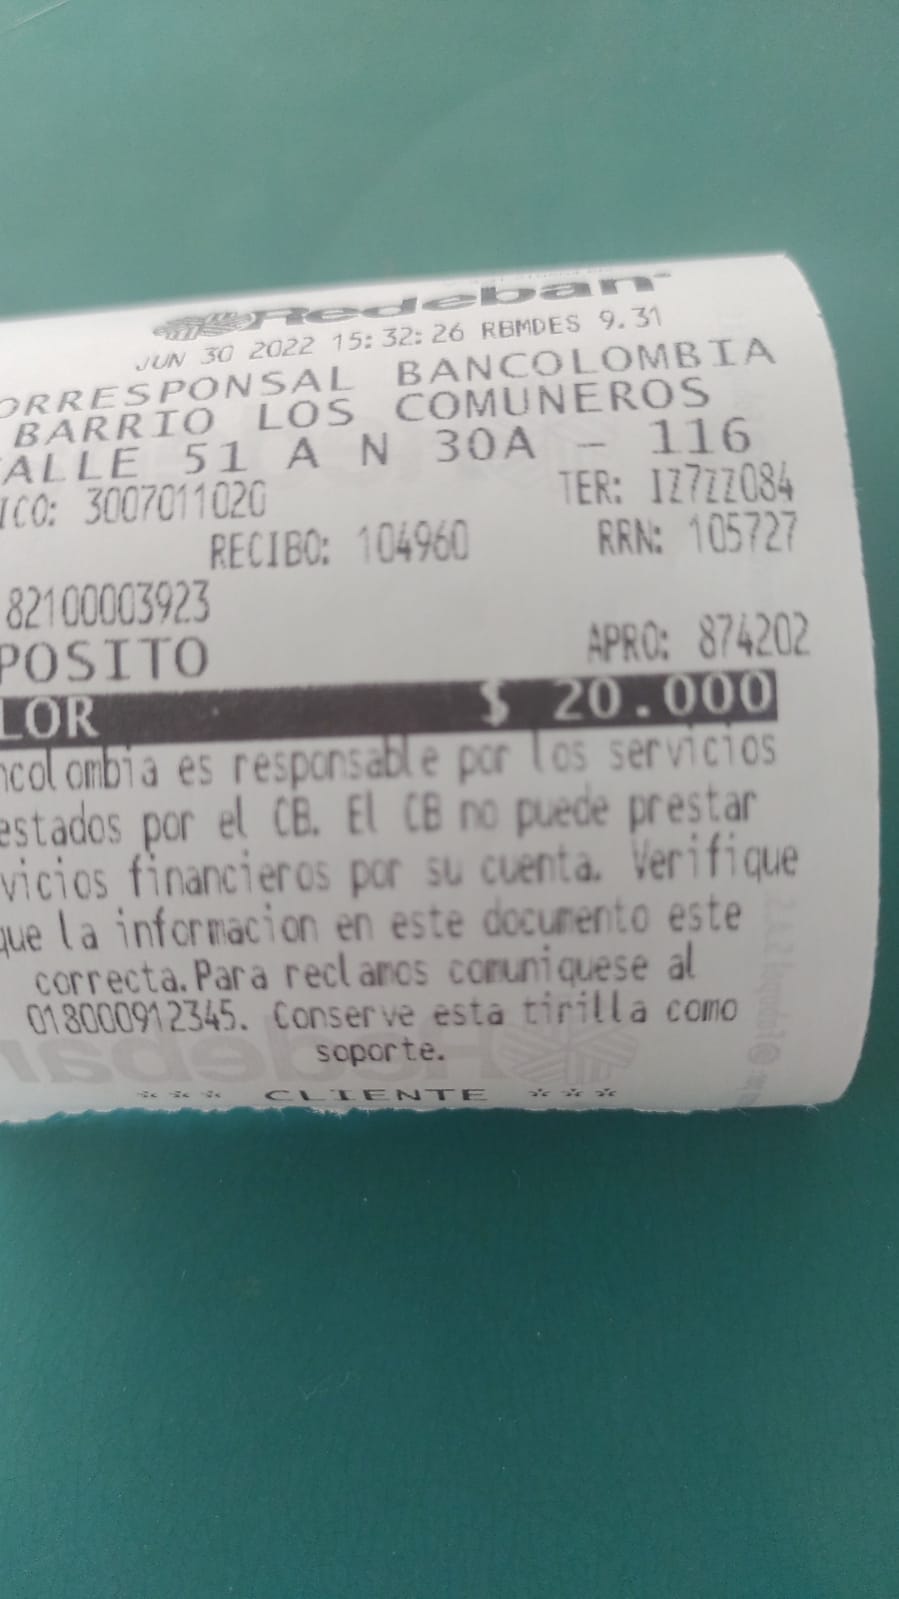 Redeban
JUN 30 2022 15:32:26 RBMDES 9.31
ORRESPONSAL BANCOLOMBIA
BARRIO LOS COMUNEROS
ALLE 51 A N 30A - 116
ICO: 3007011020 TER: IZ7ZZ084
RECIBO: 104960 RRN: 105727
82100003923
POSITO APRO: 874202
LOR $ 20.000
ncolombia es responsable por los servicios
estados por el CB. El CB no puede prestar
vicios financieros por su cuenta. Verifique
que la informacion en este documento este
correcta. Para reclamos comuniquese al
018000912345. Conserve esta tirilla como
soporte.
*** CLIENTE ***